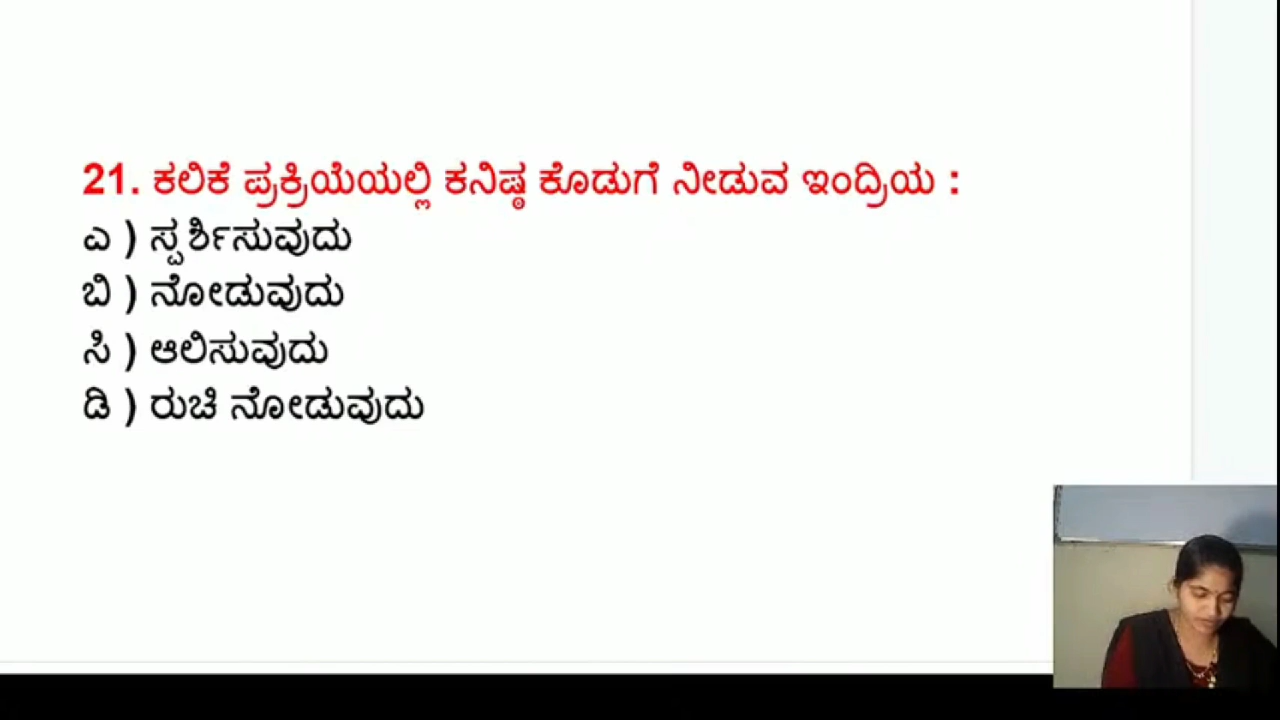 21. ಕಲಿಕೆ ಪ್ರಕ್ರಿಯೆಯಲ್ಲಿ ಕನಿಷ್ಠ ಕೊಡುಗೆ ನೀಡುವ ಇಂದ್ರಿಯ :
ಎ ) ಸ್ಪರ್ಶಿಸುವುದು
ಬಿ ) ನೋಡುವುದು
ಸಿ ) ಆಲಿಸುವುದು
ಡಿ ) ರುಚಿ ನೋಡುವುದು